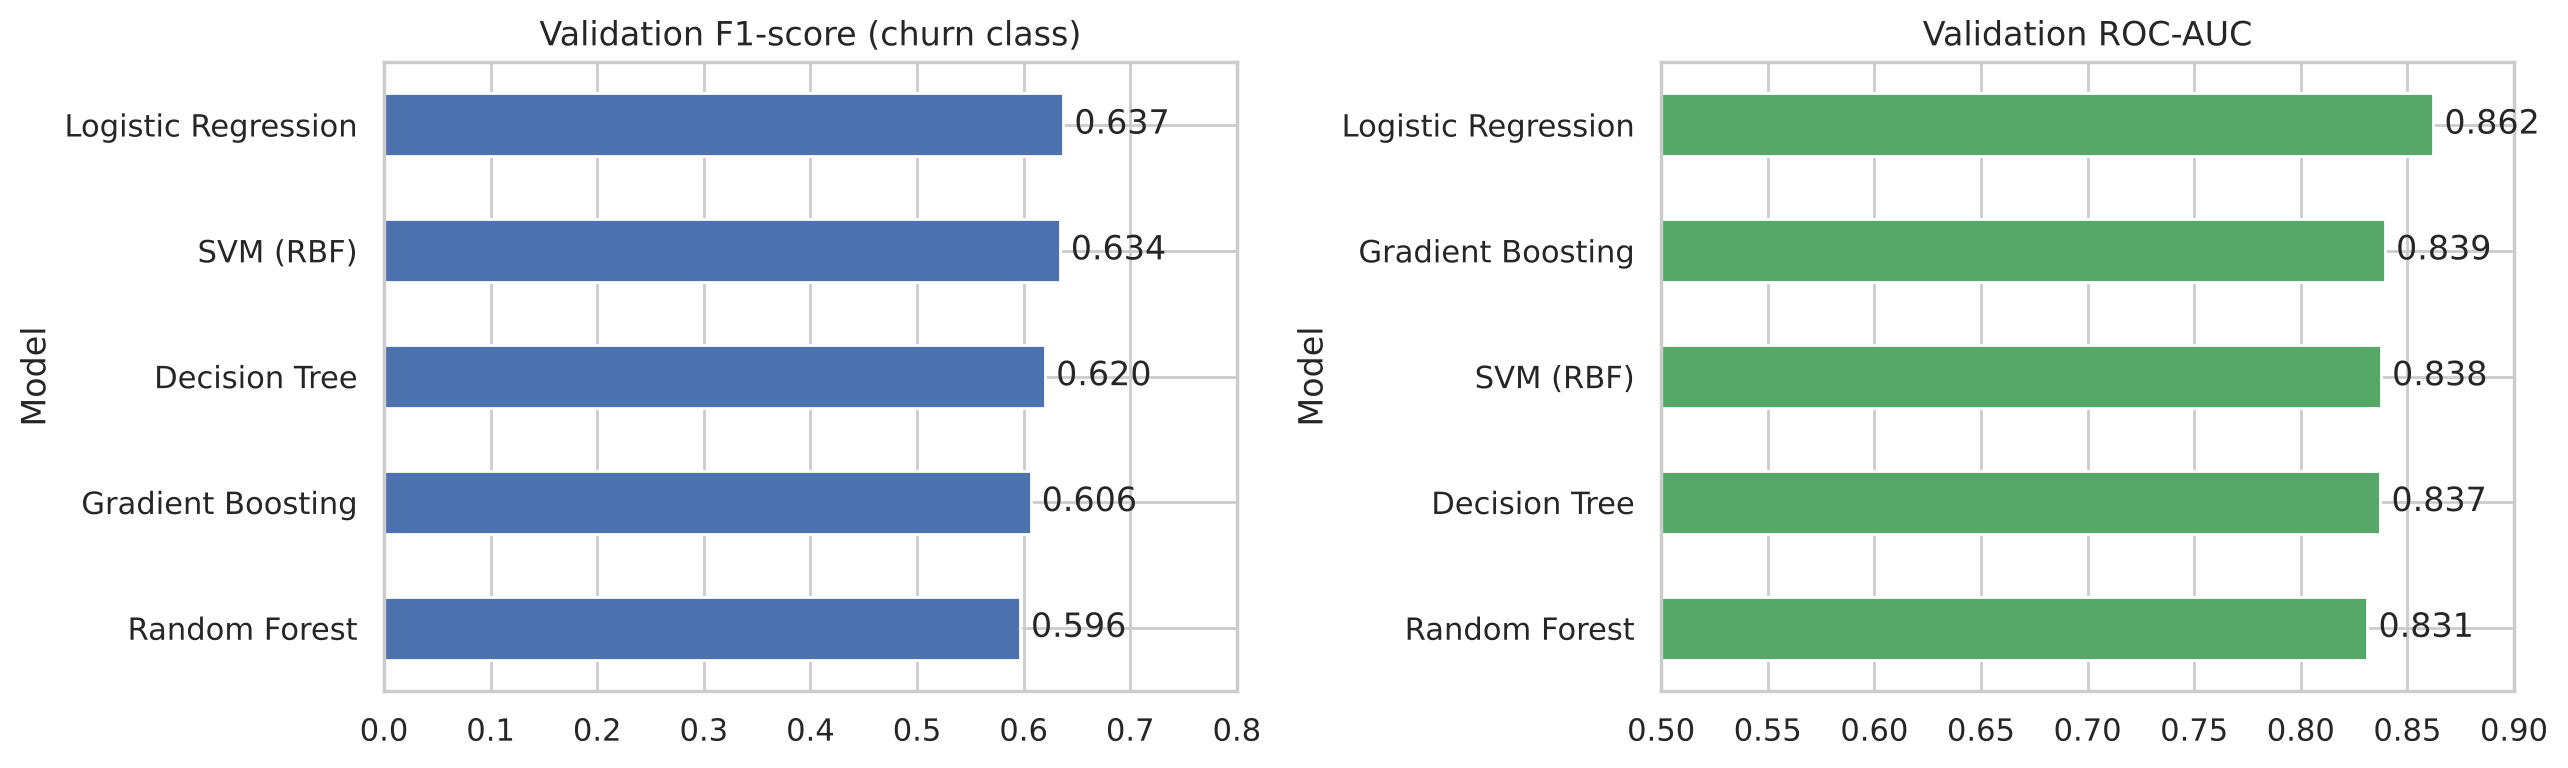 Validation F1-score (churn class)
Model
Logistic Regression
0.637
SVM (RBF)
0.634
Decision Tree
0.620
Gradient Boosting
0.606
Random Forest
0.596
0.0 0.1 0.2 0.3 0.4 0.5 0.6 0.7 0.8
Validation ROC-AUC
Model
Logistic Regression
0.862
Gradient Boosting
0.839
SVM (RBF)
0.838
Decision Tree
0.837
Random Forest
0.831
0.50 0.55 0.60 0.65 0.70 0.75 0.80 0.85 0.90